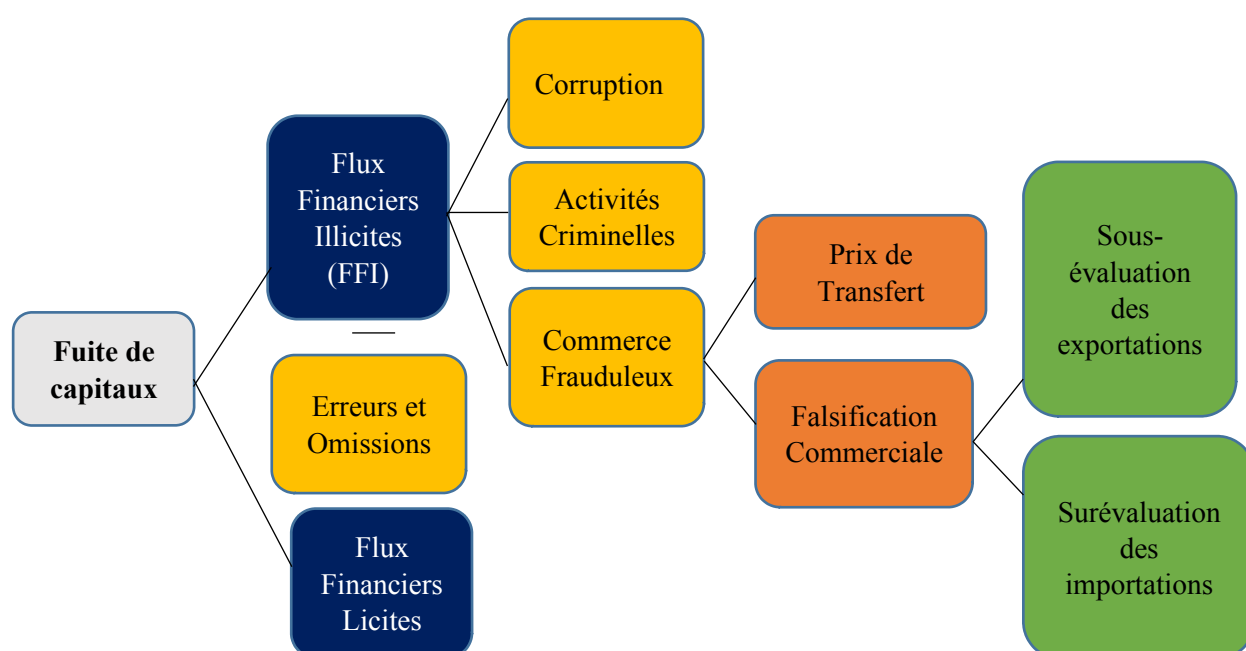 Fuite de
capitaux
Flux
Financiers
Illicites
(FFI)
Erreurs et
Omissions
Flux
Financiers
Licites
Corruption
Activités
Criminelles
Commerce
Frauduleux
Prix de
Transfert
Falsification
Commerciale
Sous-
évaluation
des
exportations
Surévaluation
des
importations